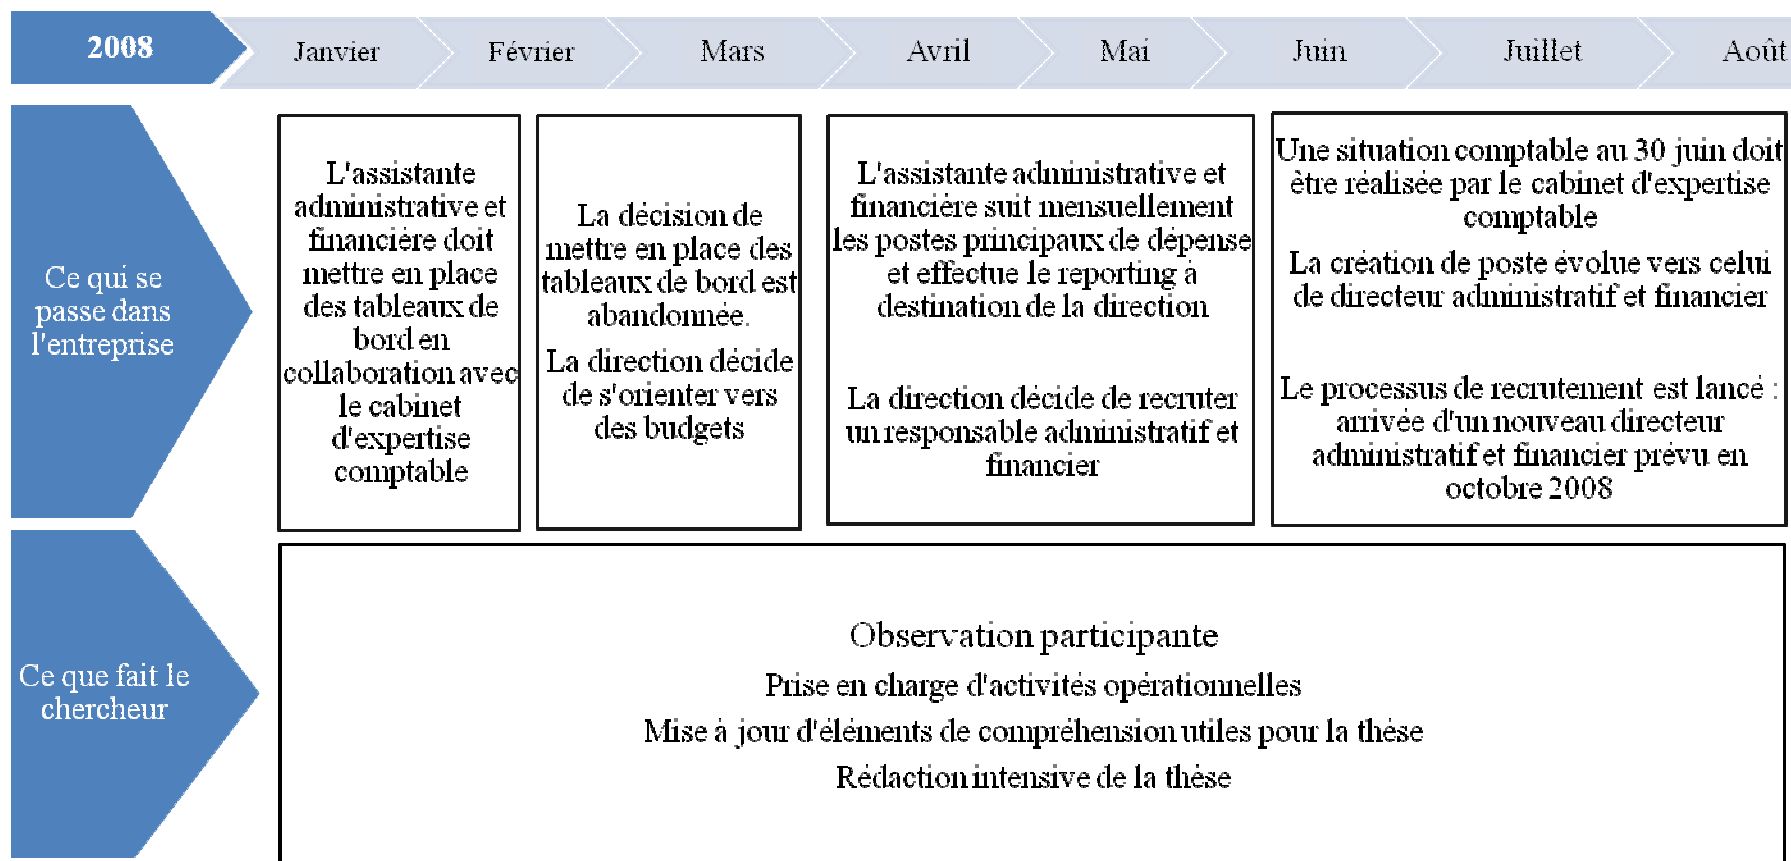 2008
Janvier
Février
Mars
Avril
Mai
Juin
Juillet
Août
Ce qui se
passe dans
l'entreprise
L'assistante
administrative et
financière doit
mettre en place
des tableaux de
bord en
collaboration avec
le cabinet
d'expertise
comptable
La décision de
mettre en place des
tableaux de bord est
abandonnée.
La direction décide
de s'orienter vers
des budgets
L'assistante administrative et
financière suit mensuellement
les postes principaux de dépense
et effectue le reporting à
destination de la direction
La direction décide de recruter
un responsable administratif et
financier
Une situation comptable au 30 juin doit
être réalisée par le cabinet d'expertise
comptable
La création de poste évolue vers celui
de directeur administratif et financier
Le processus de recrutement est lancé :
arrivée d'un nouveau directeur
administratif et financier prévu en
octobre 2008
Ce que fait le
chercheur
Observation participante
Prise en charge d'activités opérationnelles
Mise à jour d'éléments de compréhension utiles pour la thèse
Rédaction intensive de la thèse